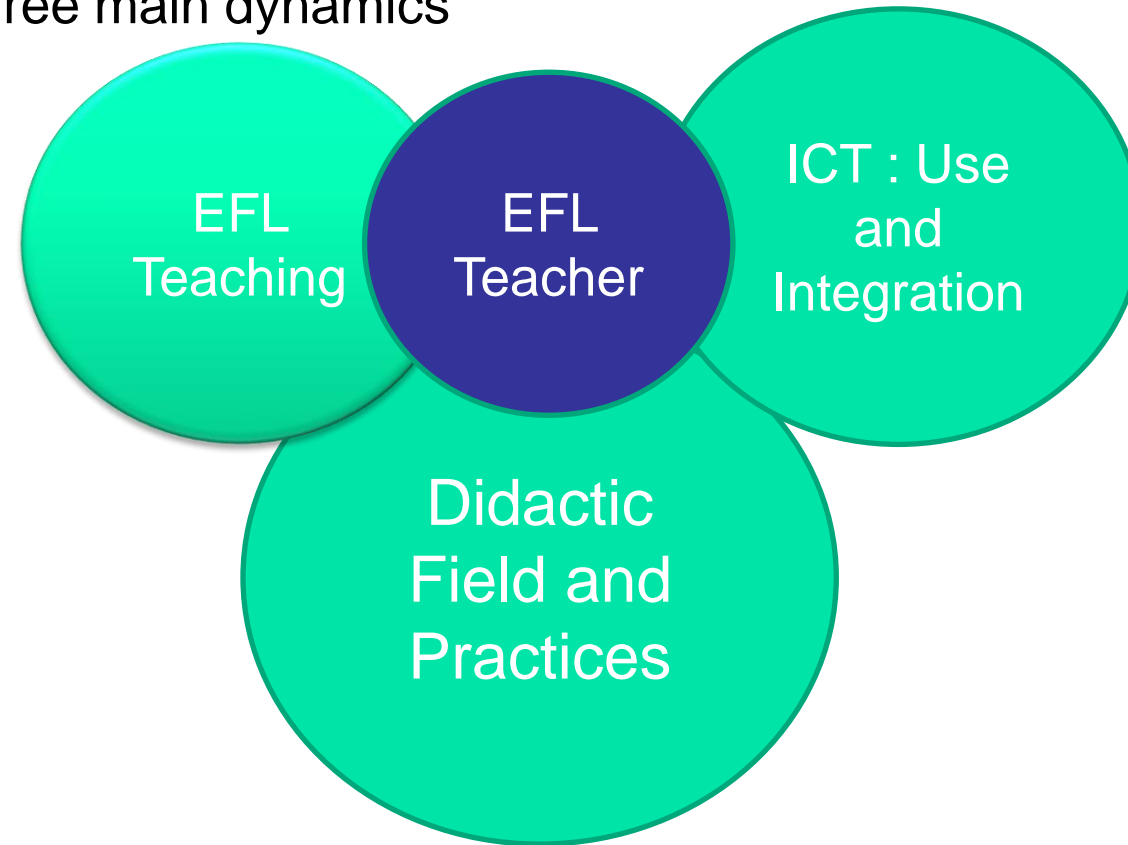 ree main dynamics
EFL
Teaching
EFL
Teacher
ICT : Use
and
Integration
Didactic
Field and
Practices